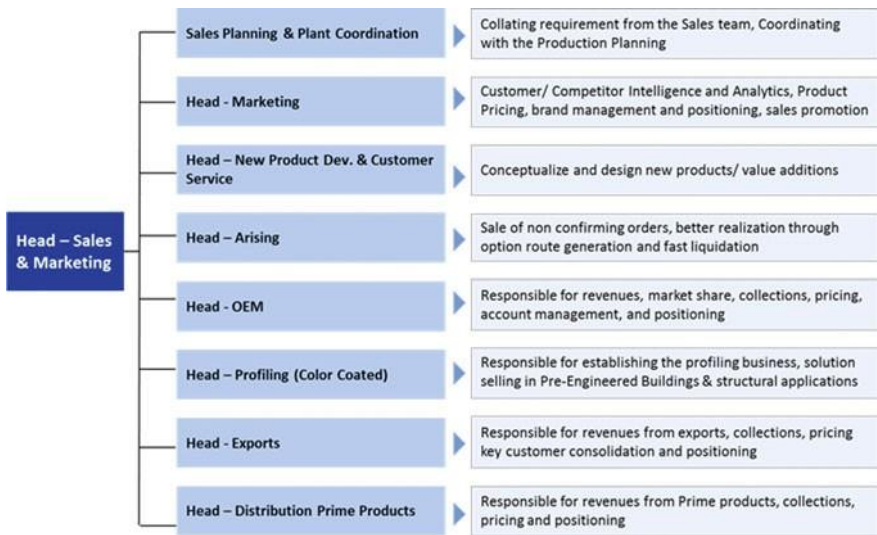 Head – Sales
& Marketing
Sales Planning & Plant Coordination
Collating requirement from the Sales team, Coordinating
with the Production Planning
Head - Marketing
Customer/ Competitor Intelligence and Analytics, Product
Pricing, brand management and positioning, sales promotion
Head – New Product Dev. & Customer
Service
Conceptualize and design new products/ value additions
Head – Arising
Sale of non confirming orders, better realization through
option route generation and fast liquidation
Head - OEM
Responsible for revenues, market share, collections, pricing,
account management, and positioning
Head – Profiling (Color Coated)
Responsible for establishing the profiling business, solution
selling in Pre-Engineered Buildings & structural applications
Head - Exports
Responsible for revenues from exports, collections, pricing
key customer consolidation and positioning
Head – Distribution Prime Products
Responsible for revenues from Prime products, collections,
pricing and positioning